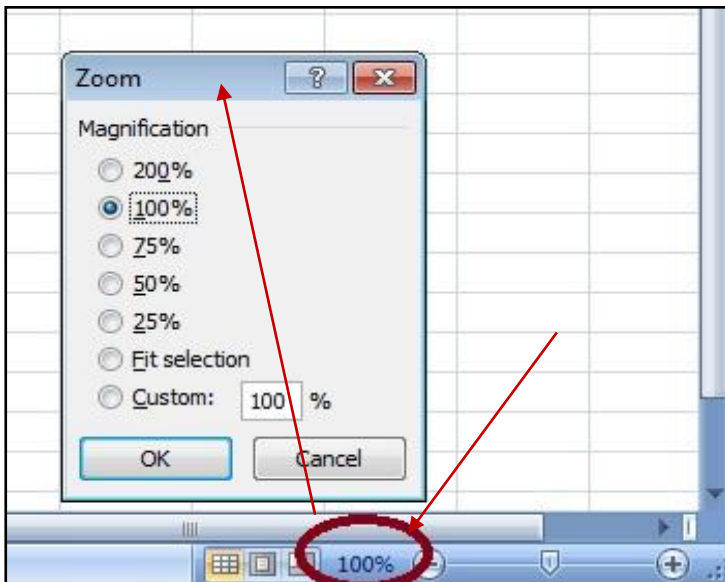 Zoom
Magnification
200%
100%
75%
50%
25%
Fit selection
Custom: 100 %
OK Cancel
100%